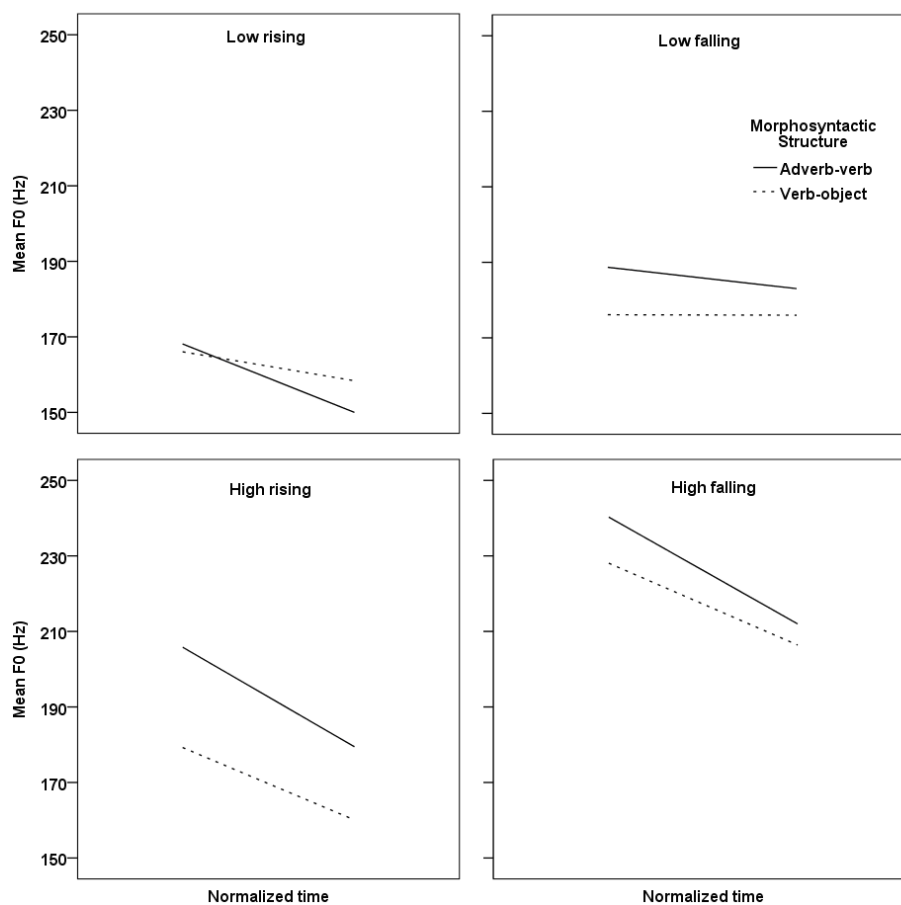 Low rising
250
230
210
190
170
150
Mean F0 (Hz)
Low falling
Morphosyntactic
Structure
Adverb-verb
Verb-object
High rising
250
230
210
190
170
150
Mean F0 (Hz)
Normalized time
High falling
Normalized time